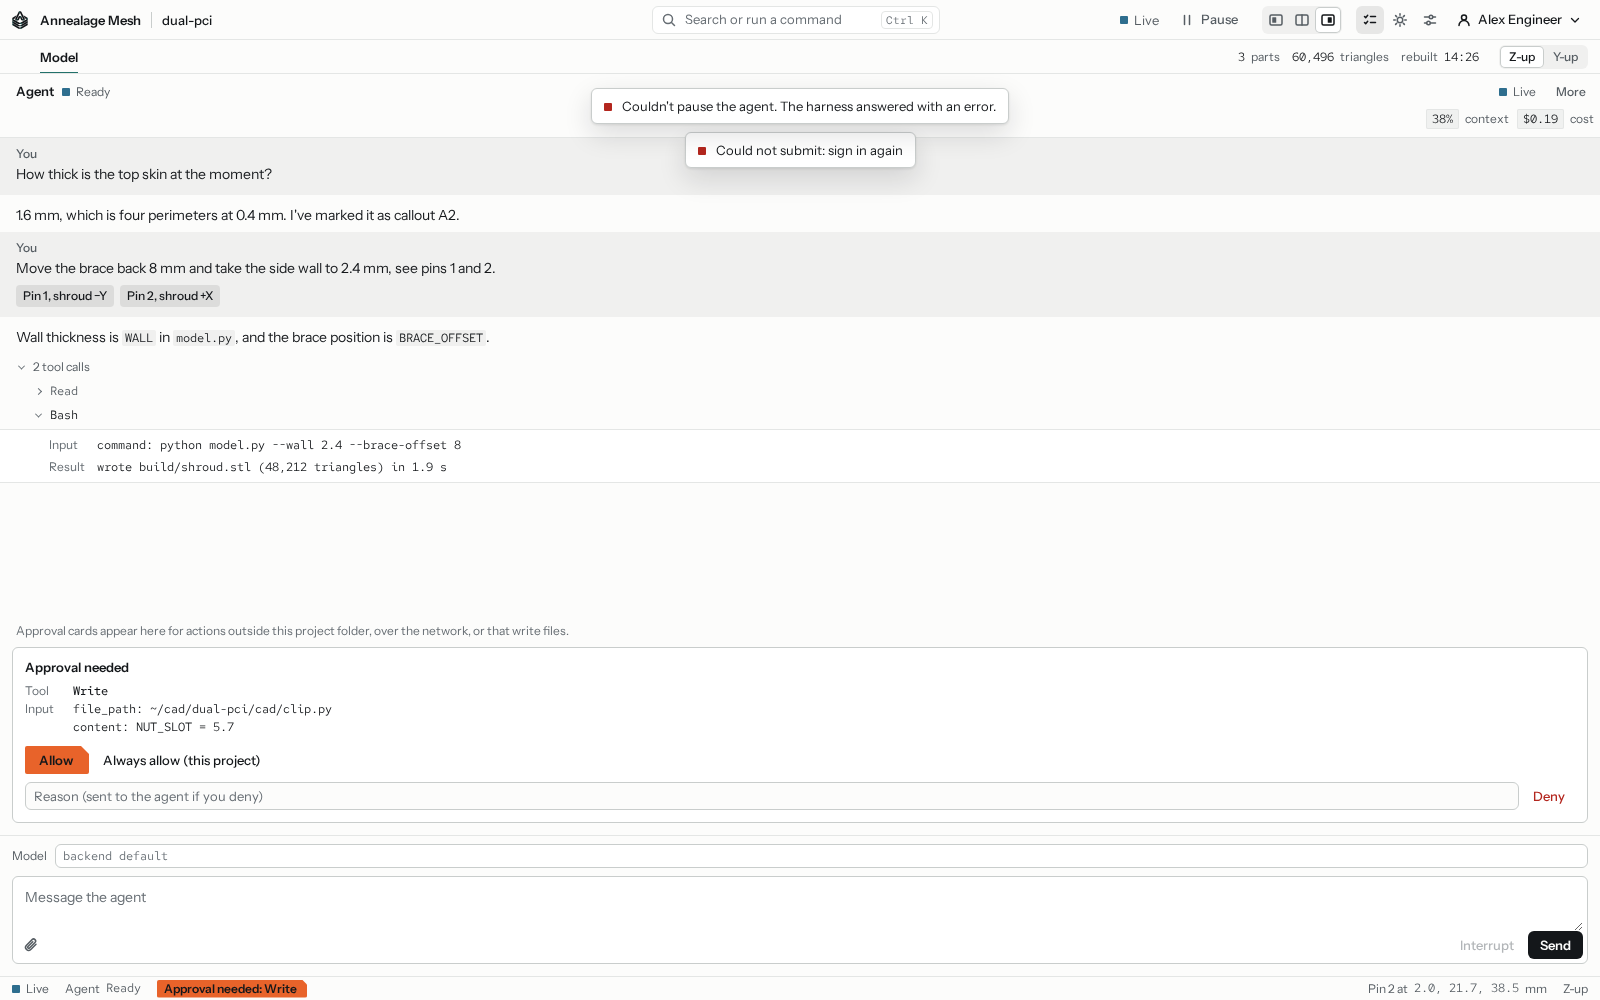 Annealage Mesh
dual-pci
Search or run a command
Ctrl K
Live
Pause
Alex Engineer
Model
3 parts 60,496 triangles rebuilt 14:26
Z-up
Y-up
Agent
Ready
Live
More
38% context $0.19 cost
Couldn't pause the agent. The harness answered with an error.
Could not submit: sign in again
You
How thick is the top skin at the moment?
1.6 mm, which is four perimeters at 0.4 mm. I've marked it as callout A2.
You
Move the brace back 8 mm and take the side wall to 2.4 mm, see pins 1 and 2.
Pin 1, shroud −Y
Pin 2, shroud +X
Wall thickness is WALL in model.py, and the brace position is BRACE_OFFSET.
2 tool calls
Read
Bash
Input command: python model.py --wall 2.4 --brace-offset 8
Result wrote build/shroud.stl (48,212 triangles) in 1.9 s
Approval cards appear here for actions outside this project folder, over the network, or that write files.
Approval needed
Tool Write
Input file_path: ~/cad/dual-pci/cad/clip.py
content: NUT_SLOT = 5.7
Allow
Always allow (this project)
Reason (sent to the agent if you deny)
Deny
Model
backend default
Message the agent
Interrupt
Send
Live
Agent Ready
Approval needed: Write
Pin 2 at 2.0, 21.7, 38.5 mm
Z-up